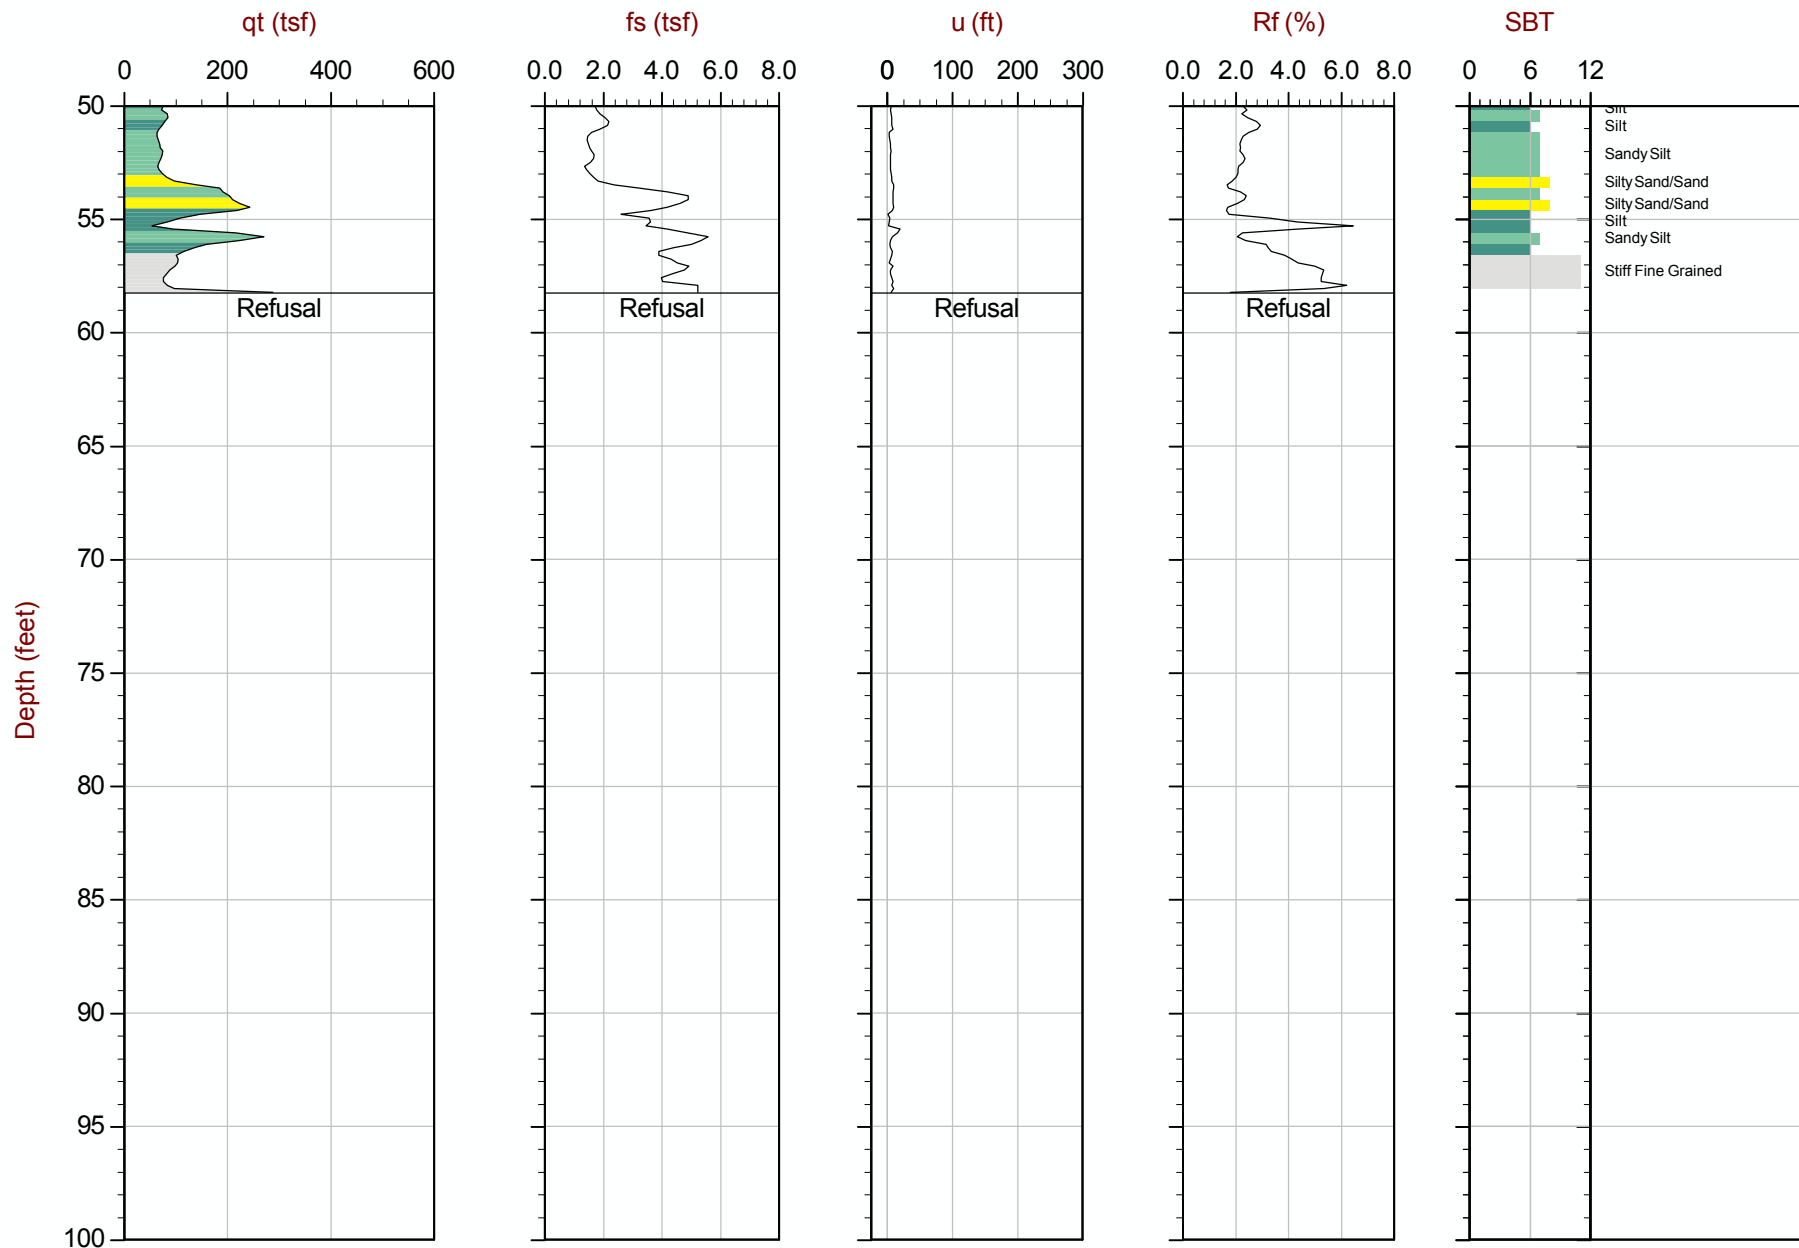 qt (tsf) fs (tsf) u (ft) Rf (%) SBT
0 200 400 600 0.0 2.0 4.0 6.0 8.0 0 100 200 300 0.0 2.0 4.0 6.0 8.0 0 6 12
50
Silt
Silt
Sandy Silt
Silty Sand/Sand
Silty Sand/Sand
55
Silt
Sandy Silt
Stiff Fine Grained
Refusal Refusal Refusal Refusal
60
65
70
75
80
85
90
95
100
Depth (feet)